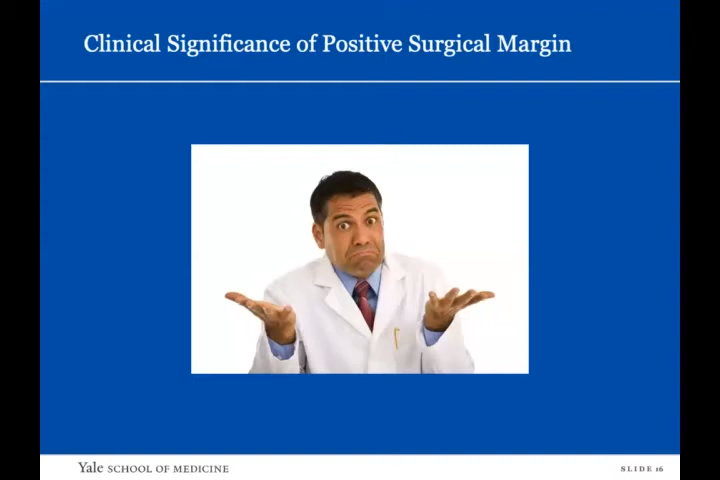 Clinical Significance of Positive Surgical Margin
Yale SCHOOL OF MEDICINE
SLIDE 16